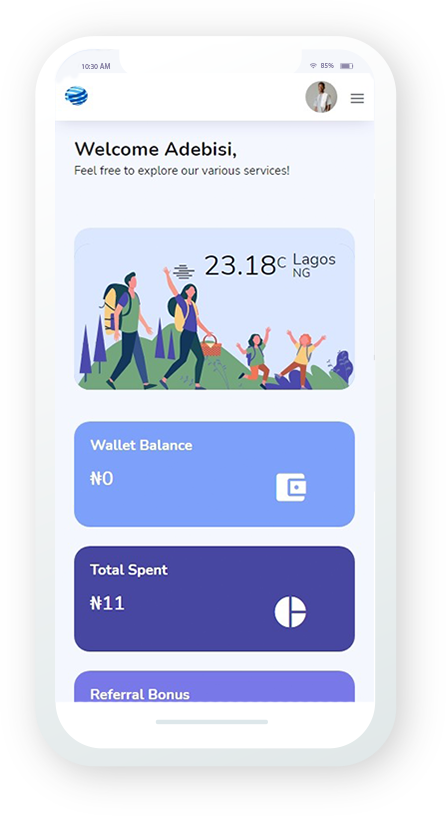 10:30 AM
85%
Welcome Adebisi,
Feel free to explore our various services!
23.18C Lagos
NG
Wallet Balance
₦0
Total Spent
₦11
Referral Bonus